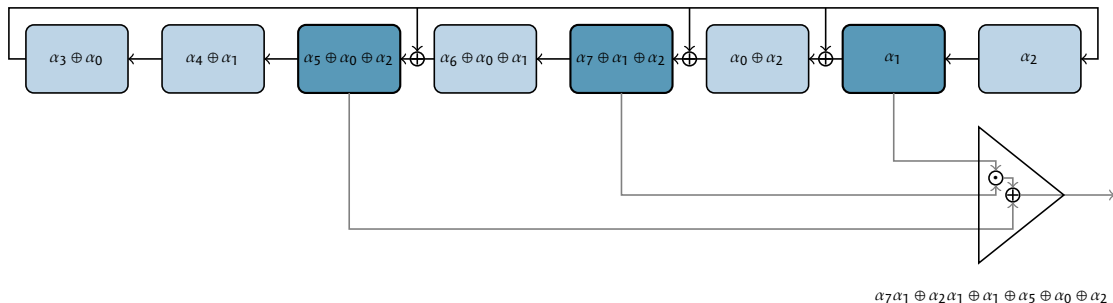 α₃ ⊕ α₀
α₄ ⊕ α₁
α₅ ⊕ α₀ ⊕ α₂
α₆ ⊕ α₀ ⊕ α₁
α₇ ⊕ α₁ ⊕ α₂
α₀ ⊕ α₂
α₁
α₂
α₇α₁ ⊕ α₂α₁ ⊕ α₁ ⊕ α₅ ⊕ α₀ ⊕ α₂